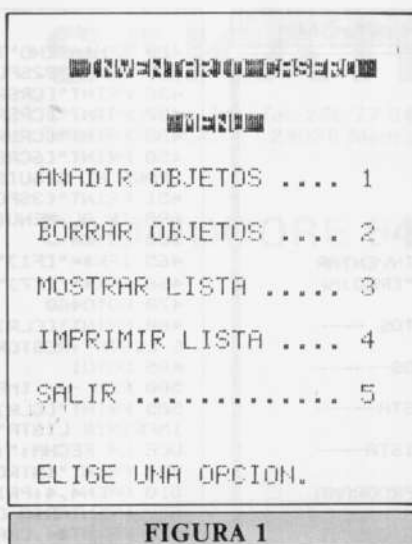 INVENTARIO CASERO
MENU
ANADIR OBJETOS .... 1
BORRAR OBJETOS .... 2
MOSTRAR LISTA ..... 3
IMPRIMIR LISTA .... 4
SALIR ............. 5
ELIGE UNA OPCION.
FIGURA 1